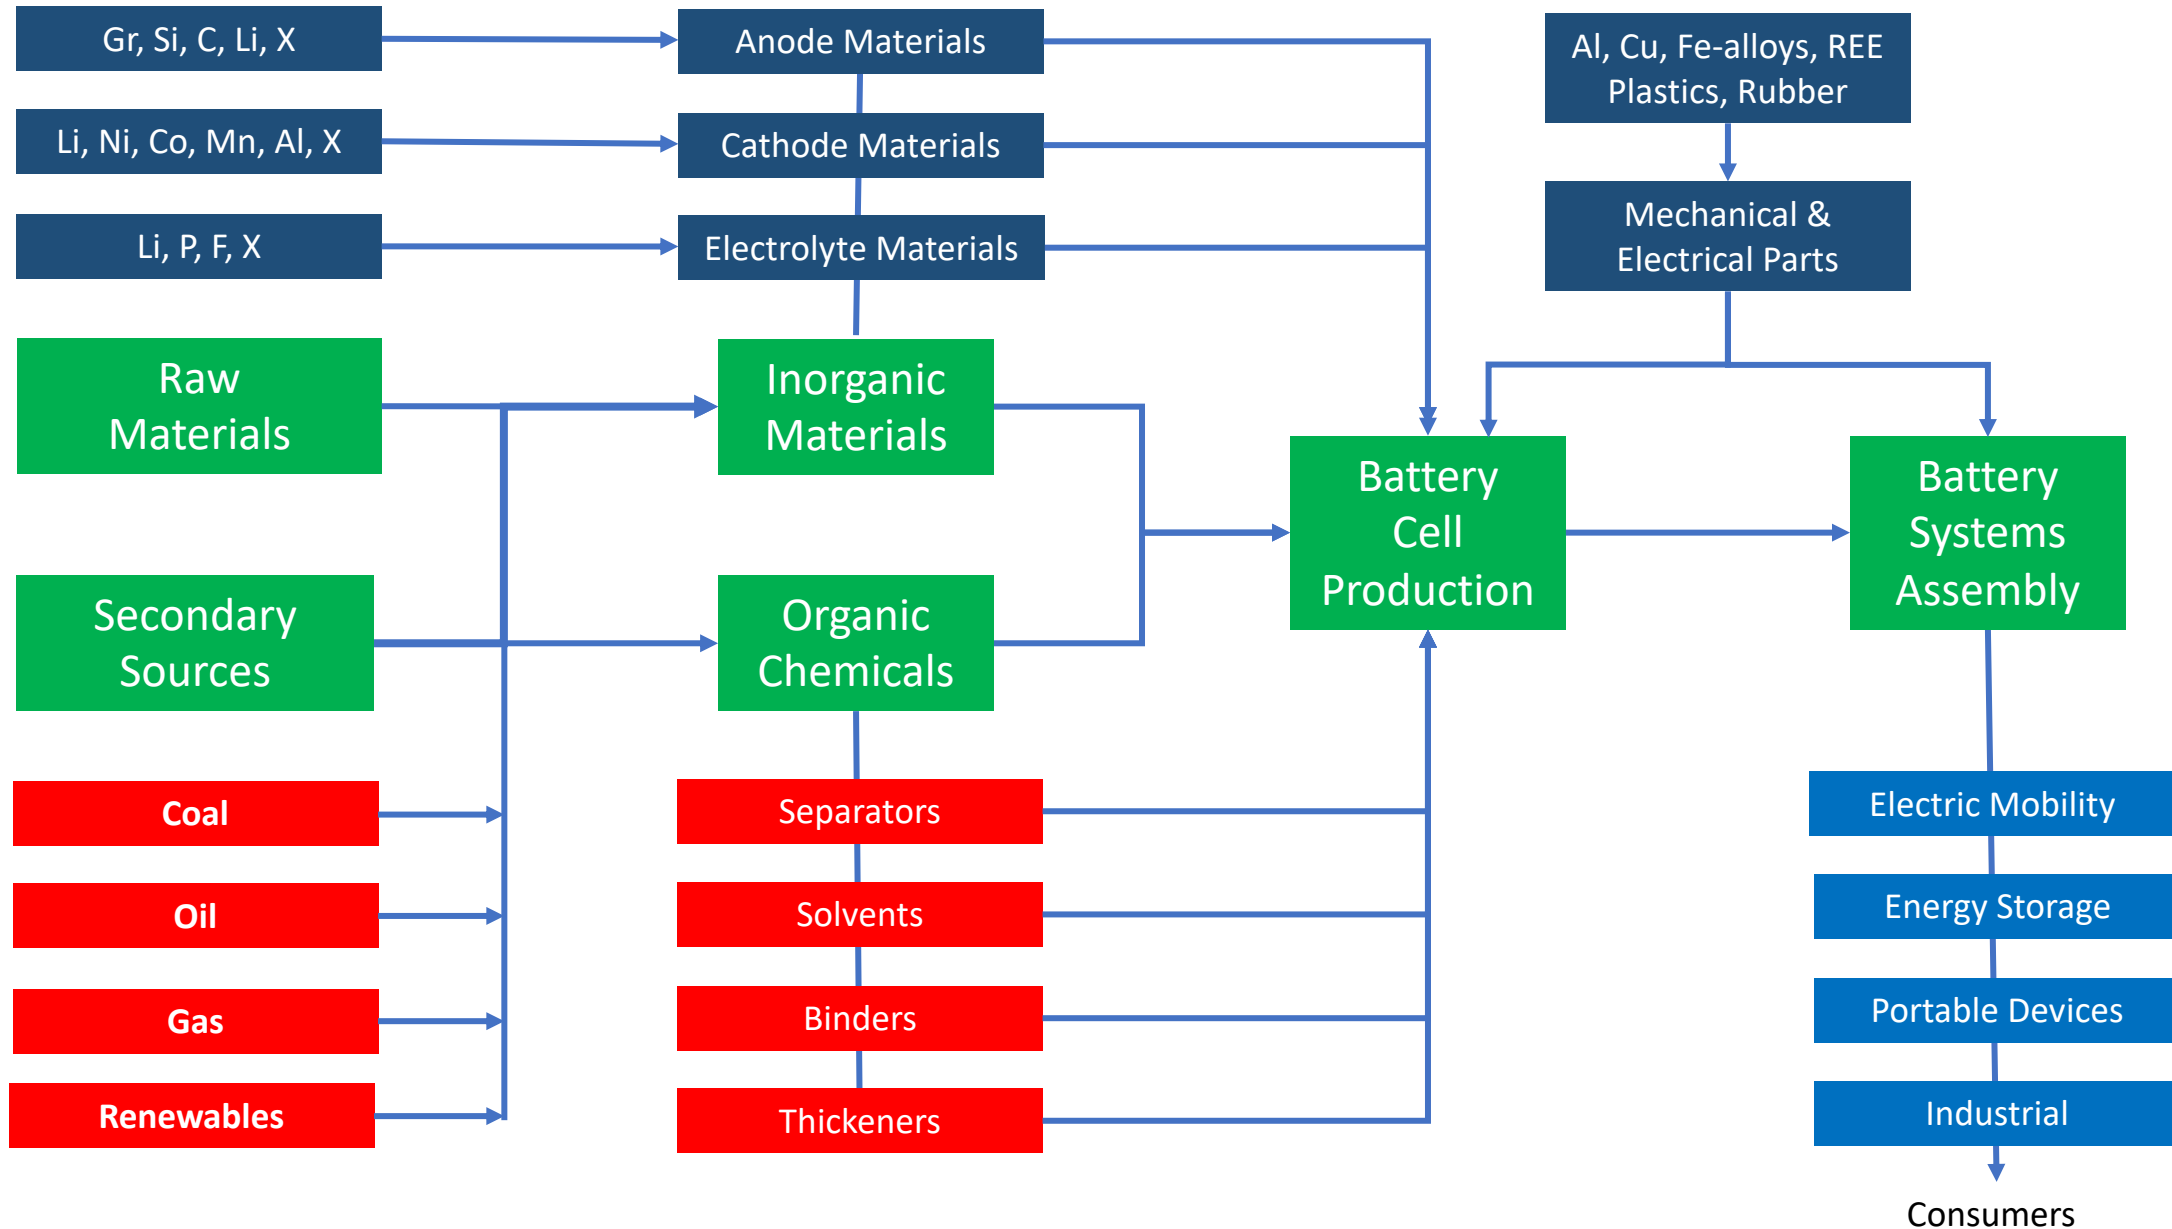 Gr, Si, C, Li, X
Anode Materials
Al, Cu, Fe-alloys, REE
Plastics, Rubber
Li, Ni, Co, Mn, Al, X
Cathode Materials
Li, P, F, X
Electrolyte Materials
Mechanical &
Electrical Parts
Raw
Materials
Inorganic
Materials
Battery
Cell
Production
Battery
Systems
Assembly
Secondary
Sources
Organic
Chemicals
Coal
Separators
Electric Mobility
Oil
Solvents
Energy Storage
Gas
Binders
Portable Devices
Renewables
Thickeners
Industrial
Consumers